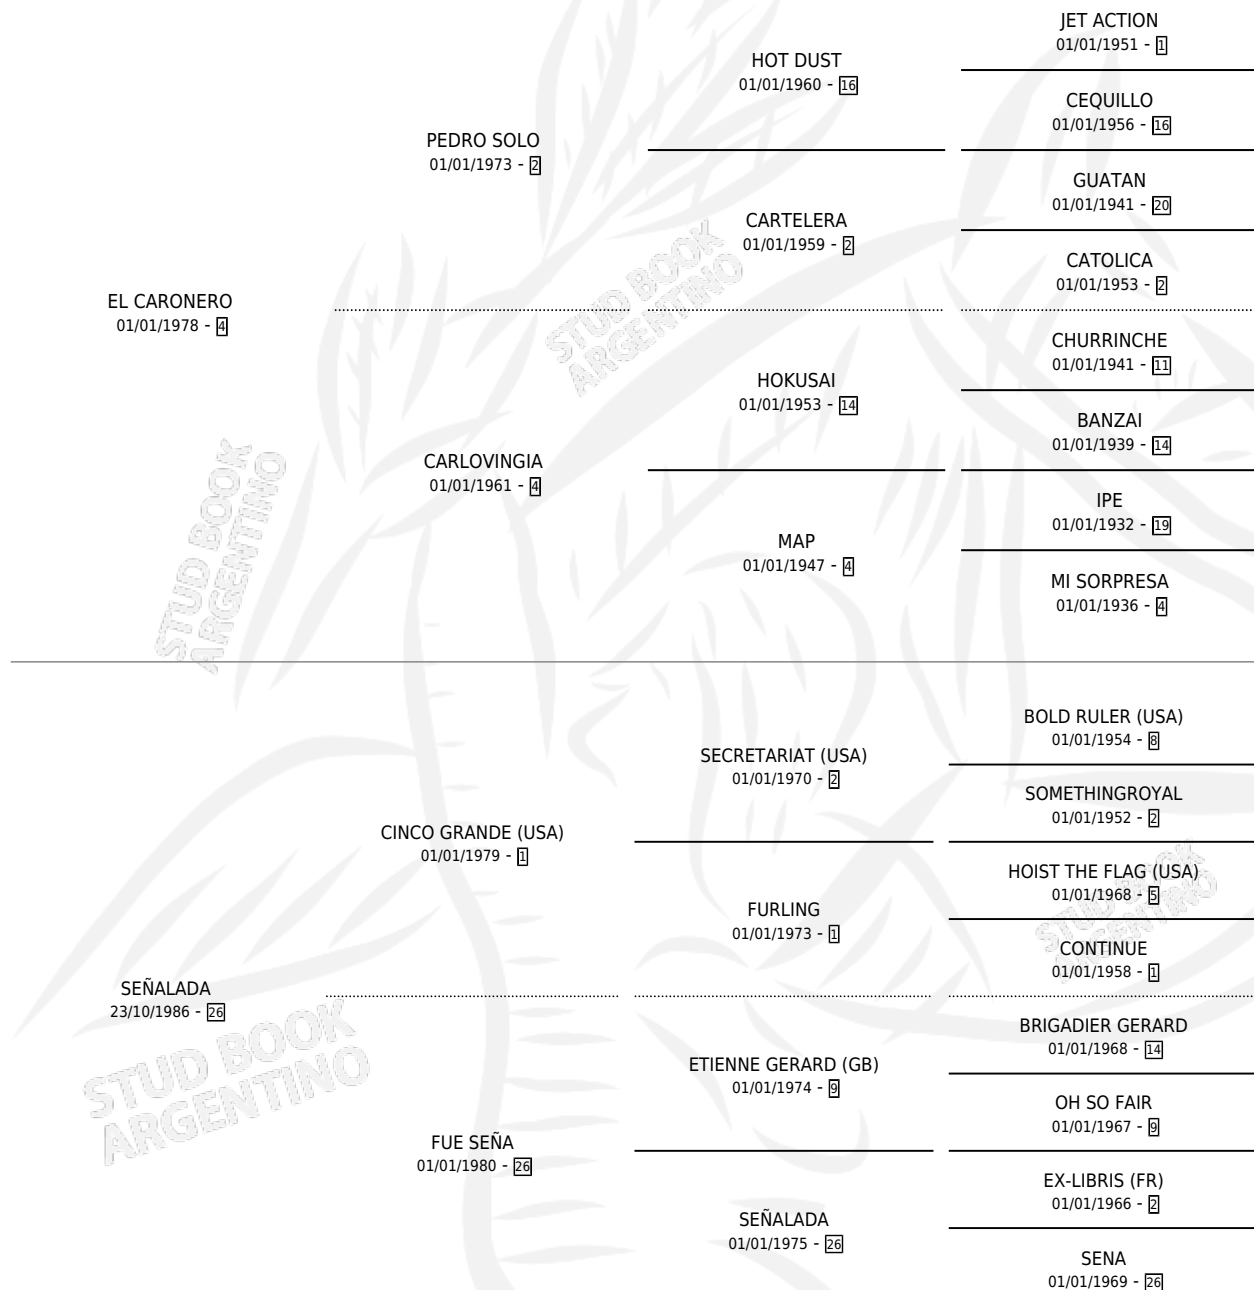 JET ACTION
01/01/1951 - 1
HOT DUST
01/01/1960 - 16
CEQUILLO
01/01/1956 - 16
PEDRO SOLO
01/01/1973 - 2
GUATAN
01/01/1941 - 20
CARTELERA
01/01/1959 - 2
CATOLICA
01/01/1953 - 2
EL CARONERO
01/01/1978 - 4
CHURRINCHE
01/01/1941 - 11
HOKUSAI
01/01/1953 - 14
BANZAI
01/01/1939 - 14
CARLOVINGIA
01/01/1961 - 4
IPE
01/01/1932 - 19
MAP
01/01/1947 - 4
MI SORPRESA
01/01/1936 - 4
BOLD RULER (USA)
01/01/1954 - 8
SECRETARIAT (USA)
01/01/1970 - 2
SOMETHINGROYAL
01/01/1952 - 2
CINCO GRANDE (USA)
01/01/1979 - 1
HOIST THE FLAG (USA)
01/01/1968 - 5
FURLING
01/01/1973 - 1
CONTINUE
01/01/1958 - 1
SEÑALADA
23/10/1986 - 26
BRIGADIER GERARD
01/01/1968 - 14
ETIENNE GERARD (GB)
01/01/1974 - 9
OH SO FAIR
01/01/1967 - 9
FUE SEÑA
01/01/1980 - 26
EX-LIBRIS (FR)
01/01/1966 - 2
SEÑALADA
01/01/1975 - 26
SENA
01/01/1969 - 26
STUD BOOK
ARGENTINO
STUD BOOK
ARGENTINO
STUD BOOK
ARGENTINO
STUD BOOK
ARGENTINO